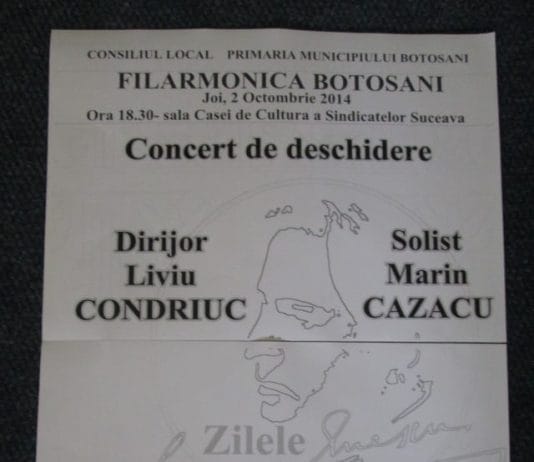 CONSILIUL LOCAL PRIMARIA MUNICIPIULUI BOTOSANI
FILARMONICA BOTOSANI
Joi, 2 Octombrie 2014
Ora 18.30- sala Casei de Cultura a Sindicatelor Suceava
Concert de deschidere
Dirijor
Liviu
CONDRIUC
Solist
Marin
CAZACU
Zilele Enescu